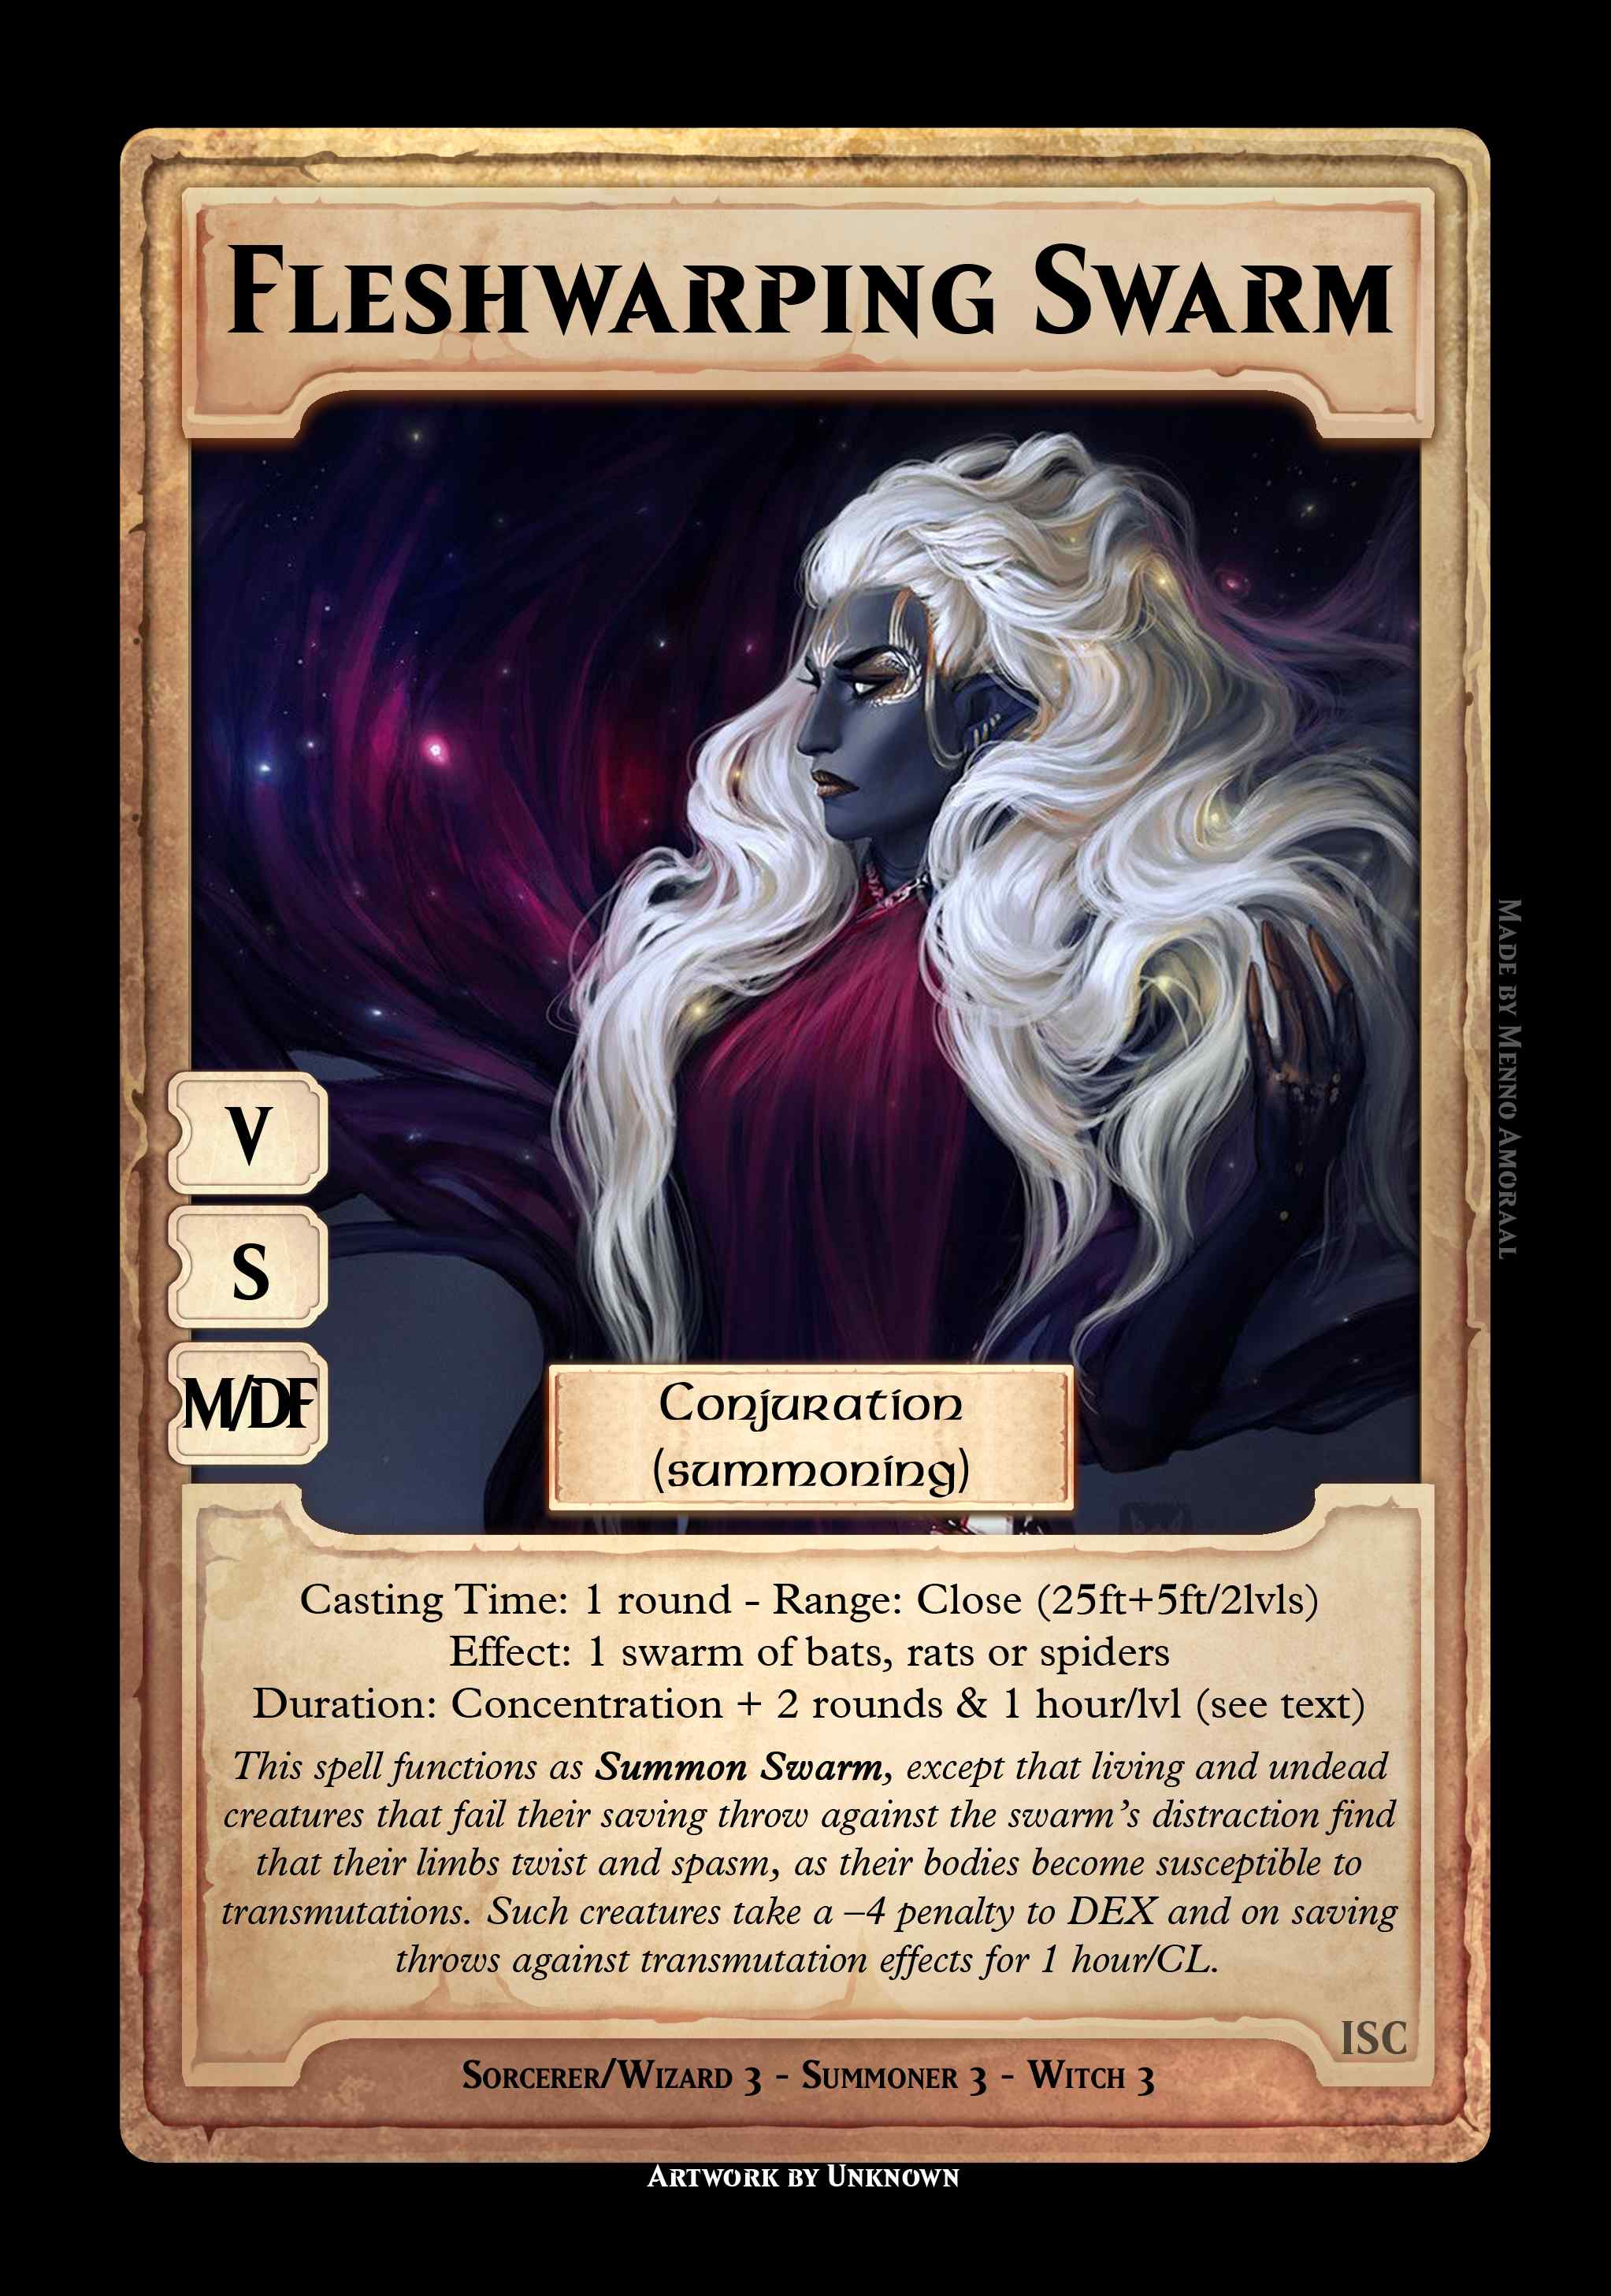 Fleshwarping Swarm
V
S
M/DF
Conjuration
(summoning)
Casting Time: 1 round - Range: Close (25ft+5ft/2lvls)
Effect: 1 swarm of bats, rats or spiders
Duration: Concentration + 2 rounds & 1 hour/lvl (see text)
This spell functions as Summon Swarm, except that living and undead
creatures that fail their saving throw against the swarm's distraction find
that their limbs twist and spasm, as their bodies become susceptible to
transmutations. Such creatures take a –4 penalty to DEX and on saving
throws against transmutation effects for 1 hour/CL.
ISC
Sorcerer/Wizard 3 - Summoner 3 - Witch 3
Artwork by Unknown
Made by Menno Amoraal